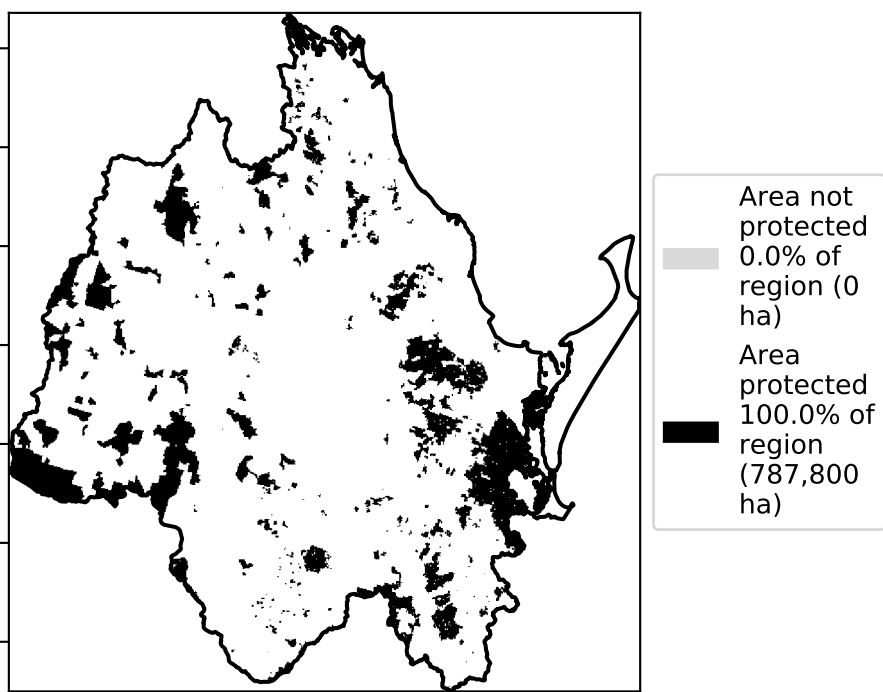 Area not
protected
0.0% of
region (0
ha)
Area
protected
100.0% of
region
(787,800
ha)